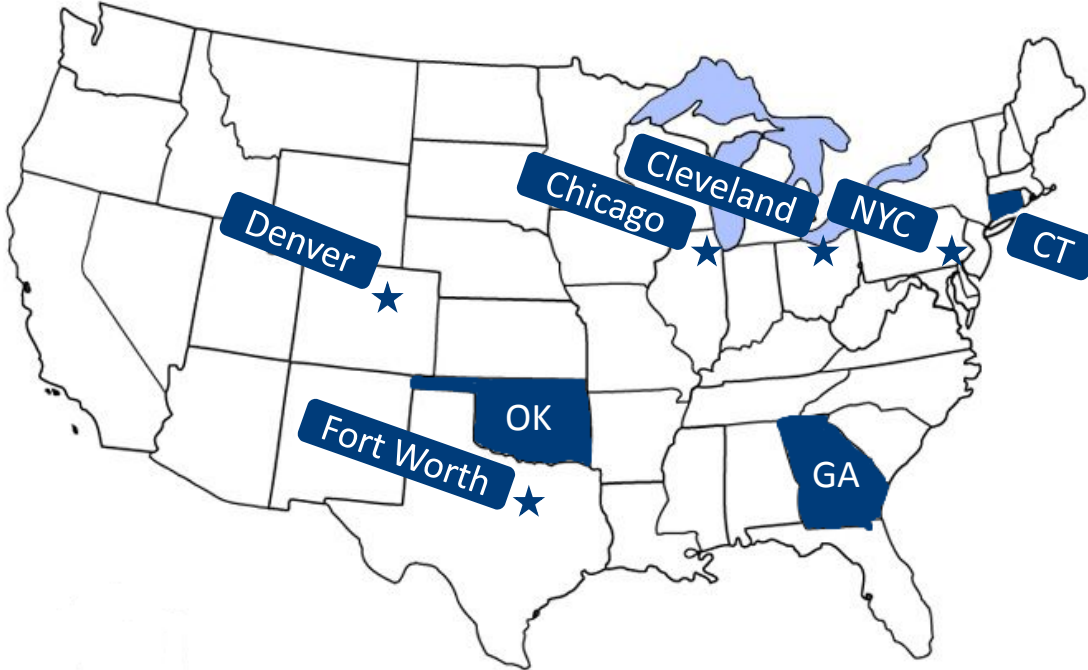 Cleveland
Chicago
NYC
Denver
CT
OK
Fort Worth
GA